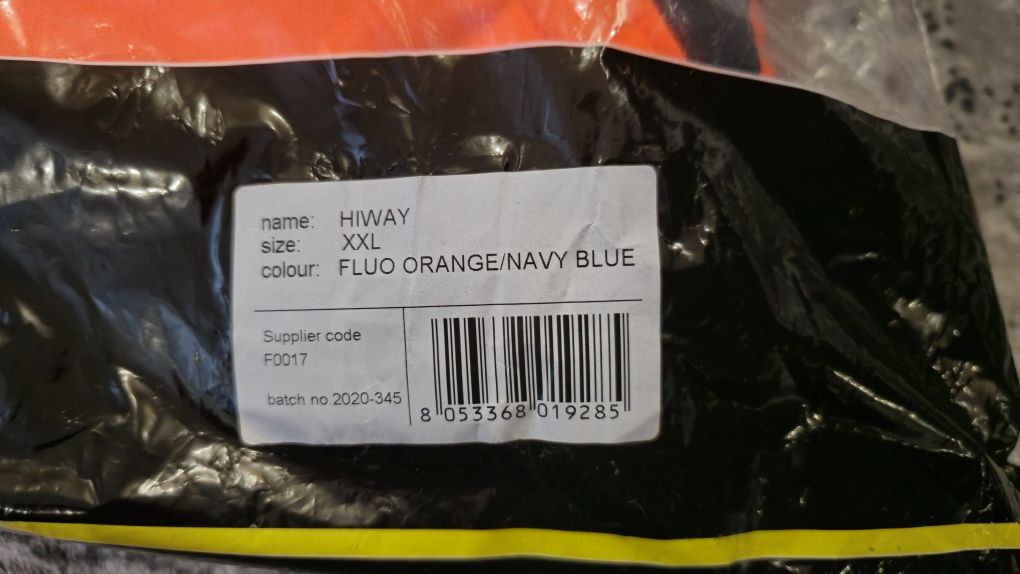 name: HIWAY
size: XXL
colour: FLUO ORANGE/NAVY BLUE
Supplier code
F0017
batch no.2020-345
8 053368 019285